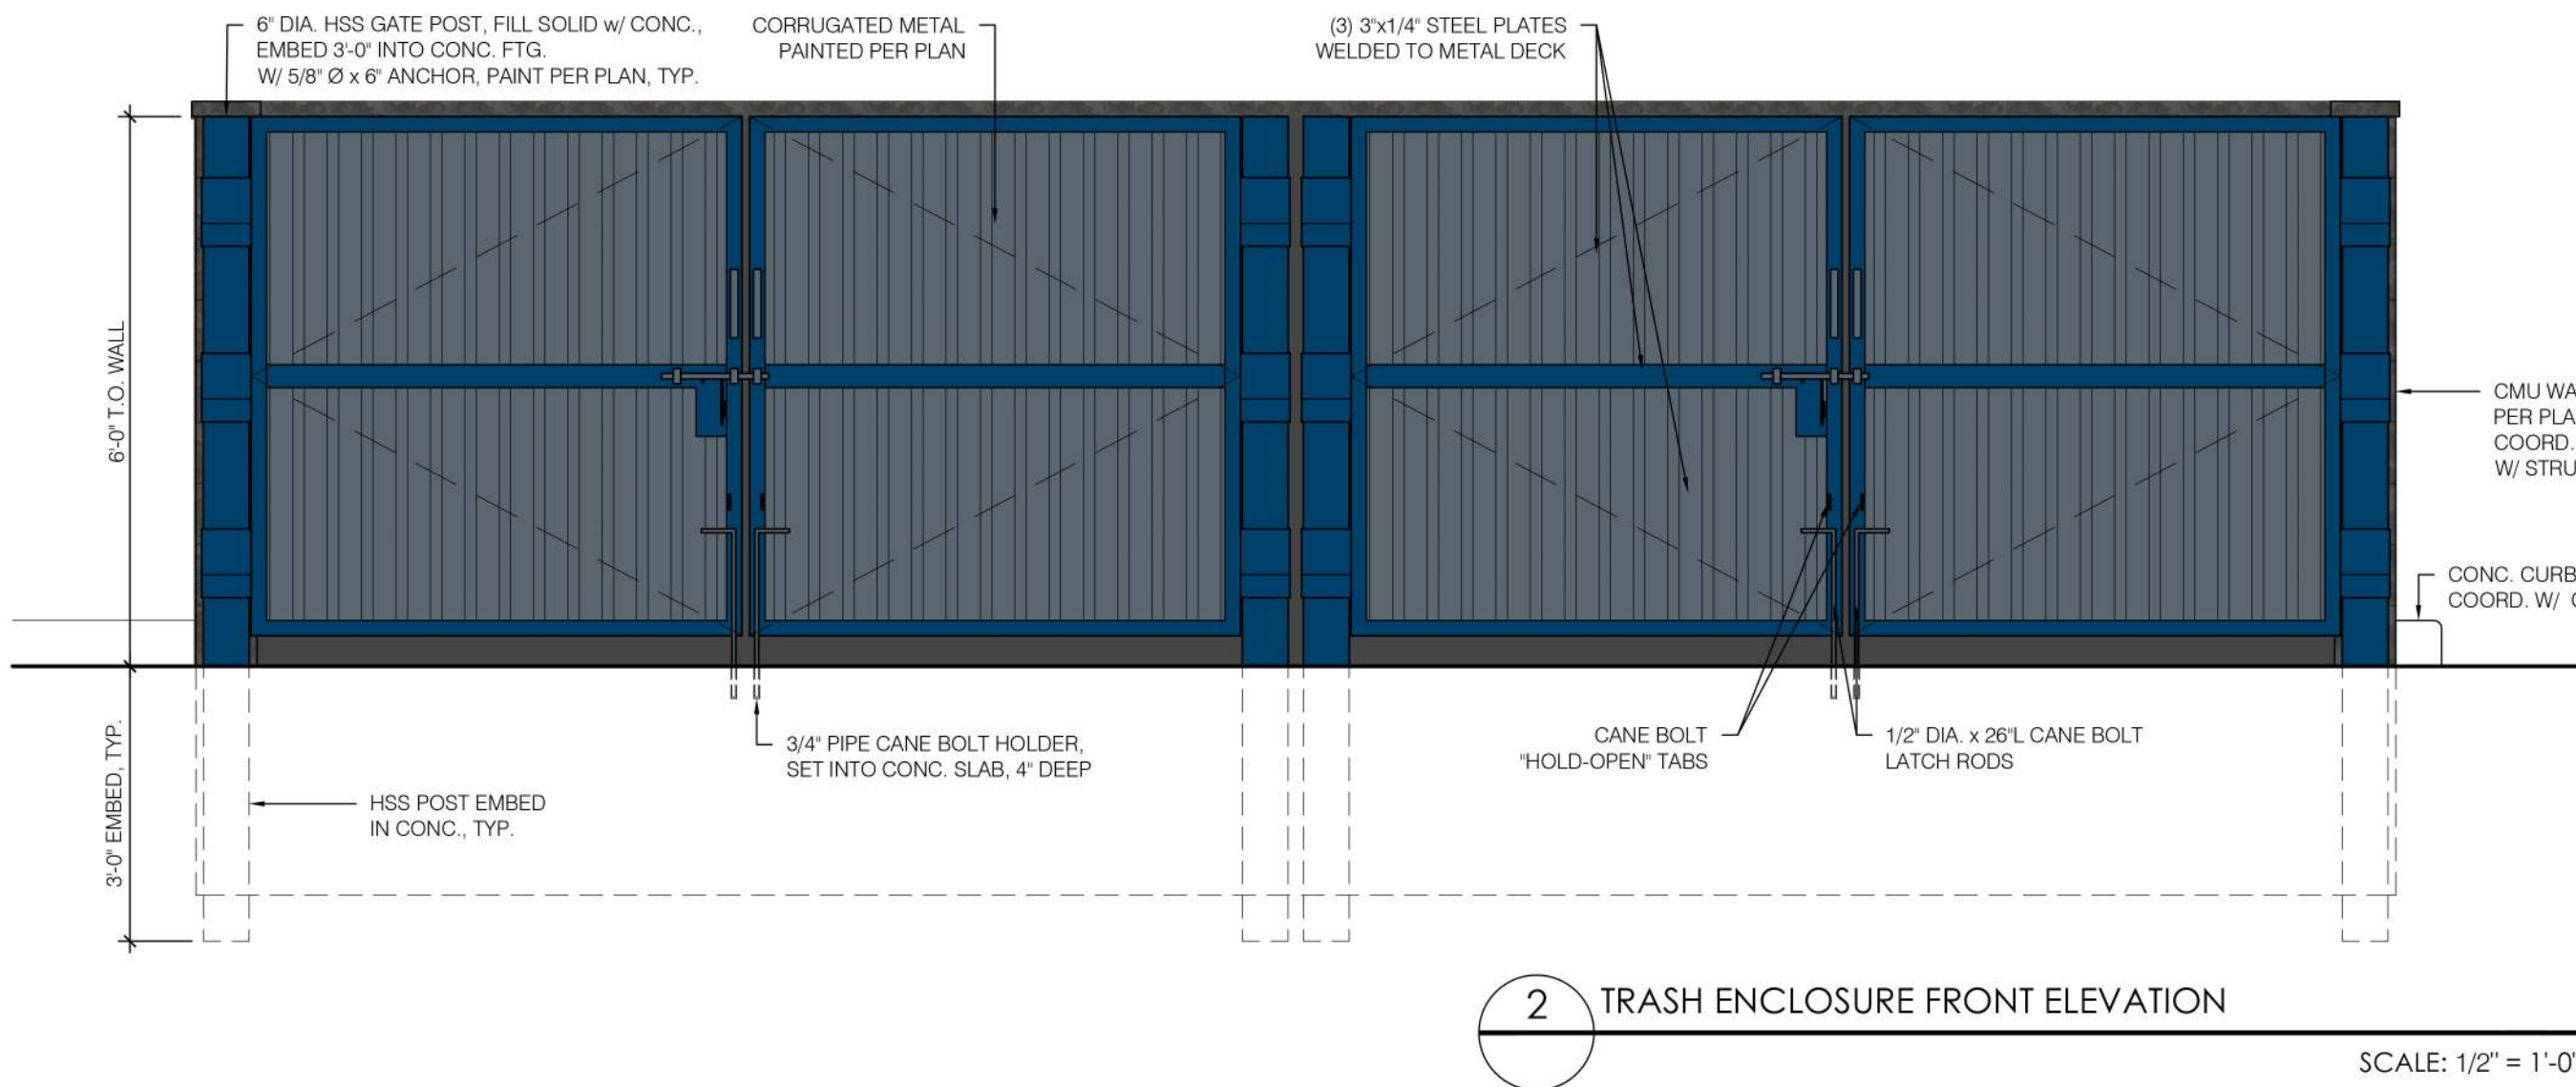 6" DIA. HSS GATE POST, FILL SOLID w/ CONC.,
EMBED 3'-0" INTO CONC. FTG.
W/ 5/8" Ø x 6" ANCHOR, PAINT PER PLAN, TYP.
CORRUGATED METAL
PAINTED PER PLAN
(3) 3"x1/4" STEEL PLATES
WELDED TO METAL DECK
6'-0" T.O. WALL
CMU WA
PER PLA
COORD.
W/ STRU
CONC. CURB
COORD. W/
3'-0" EMBED, TYP.
3/4" PIPE CANE BOLT HOLDER,
SET INTO CONC. SLAB, 4" DEEP
HSS POST EMBED
IN CONC., TYP.
CANE BOLT
"HOLD-OPEN" TABS
1/2" DIA. x 26"L CANE BOLT
LATCH RODS
2
TRASH ENCLOSURE FRONT ELEVATION
SCALE: 1/2" = 1'-0"